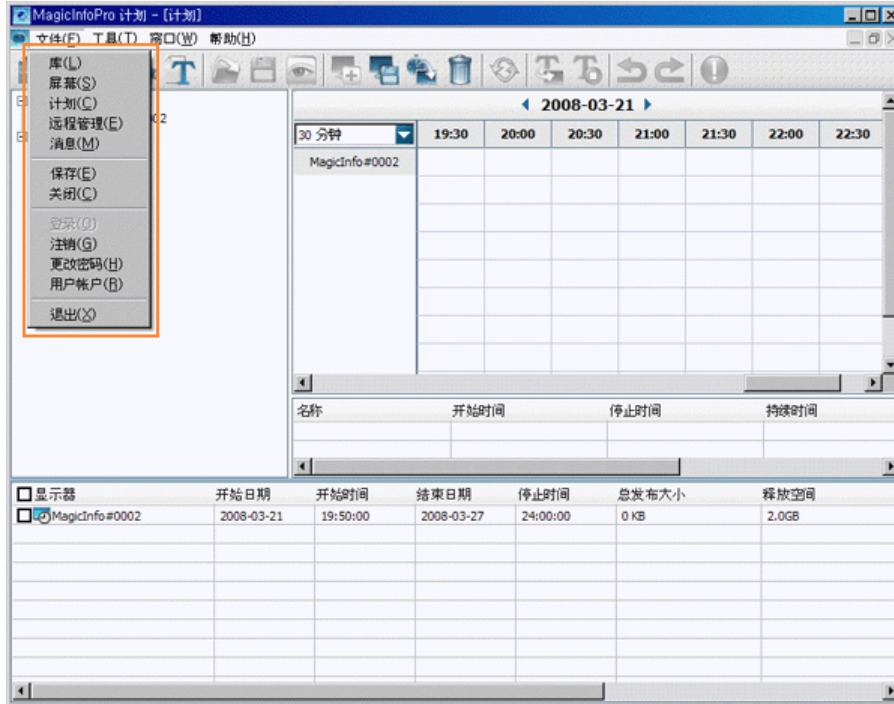 MagicInfoPro 计划 - [计划]
文件(F) 工具(T) 窗口(W) 帮助(H)
库(L)
屏幕(S)
计划(C)
远程管理(E)
消息(M)
保存(E)
关闭(C)
登录(O)
注销(G)
更改密码(H)
用户帐户(R)
退出(X)
2008-03-21
30 分钟 19:30 20:00 20:30 21:00 21:30 22:00 22:30
MagicInfo#0002
名称 开始时间 停止时间 持续时间
显示器 开始日期 开始时间 结束日期 停止时间 总发布大小 释放空间
MagicInfo#0002 2008-03-21 19:50:00 2008-03-27 24:00:00 0 KB 2.0GB